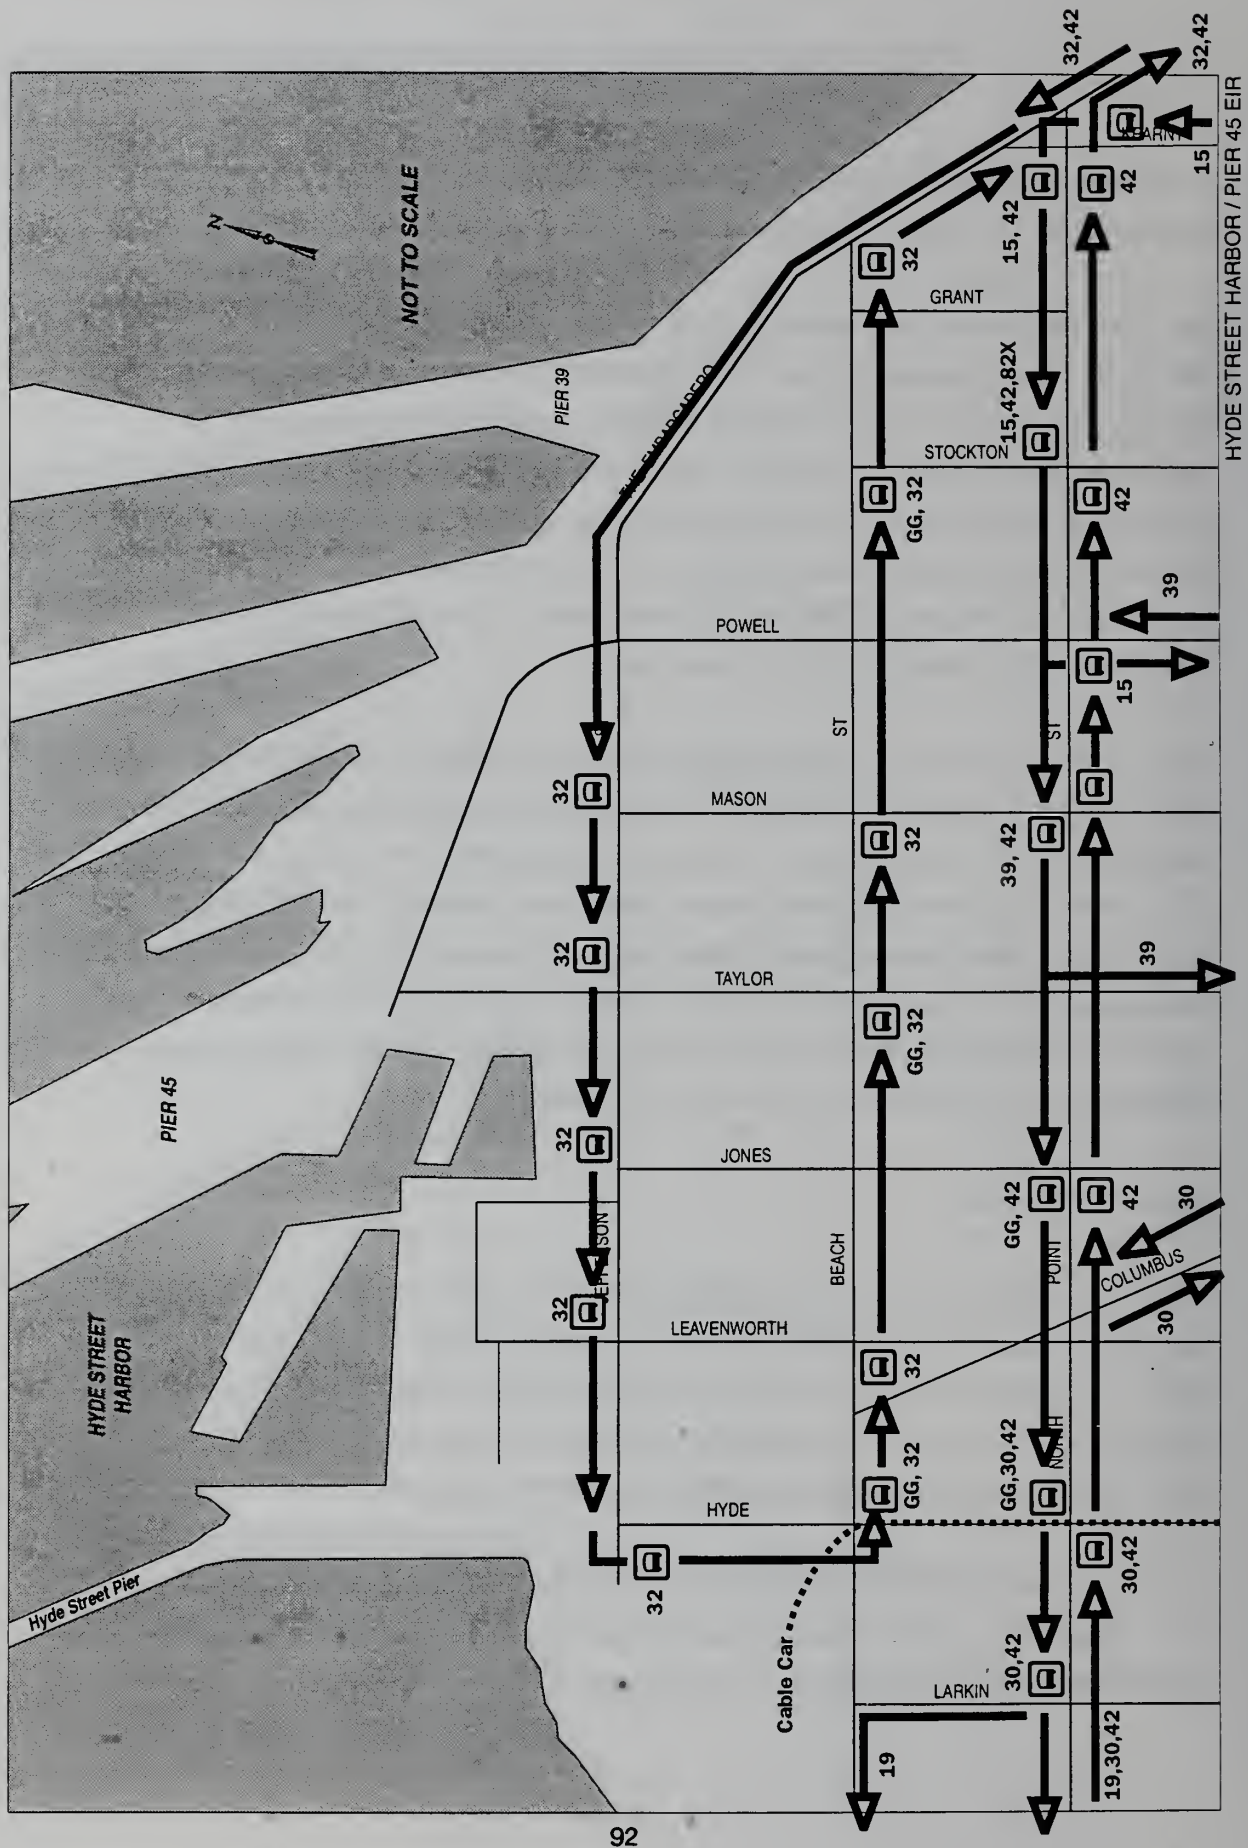 32,42
32,42
NOT TO SCALE
N
KEARNY
15
42
15, 42
32
GRANT
PIER 39
THE EMBARCADERO
15,42,82X
STOCKTON
GG, 32
42
39
POWELL
15
ST
ST
32
MASON
32
39, 42
32
TAYLOR
39
GG, 32
PIER 45
32
JONES
GG, 42
42
30
JEFFERSON
BEACH
POINT
COLUMBUS
30
32
LEAVENWORTH
32
HYDE STREET
HARBOR
GG, 32
GG,30,42
NORTH
HYDE
Hyde Street Pier
32
30,42
Cable Car
30,42
LARKIN
19
19,30,42
HYDE STREET HARBOR / PIER 45 EIR
92